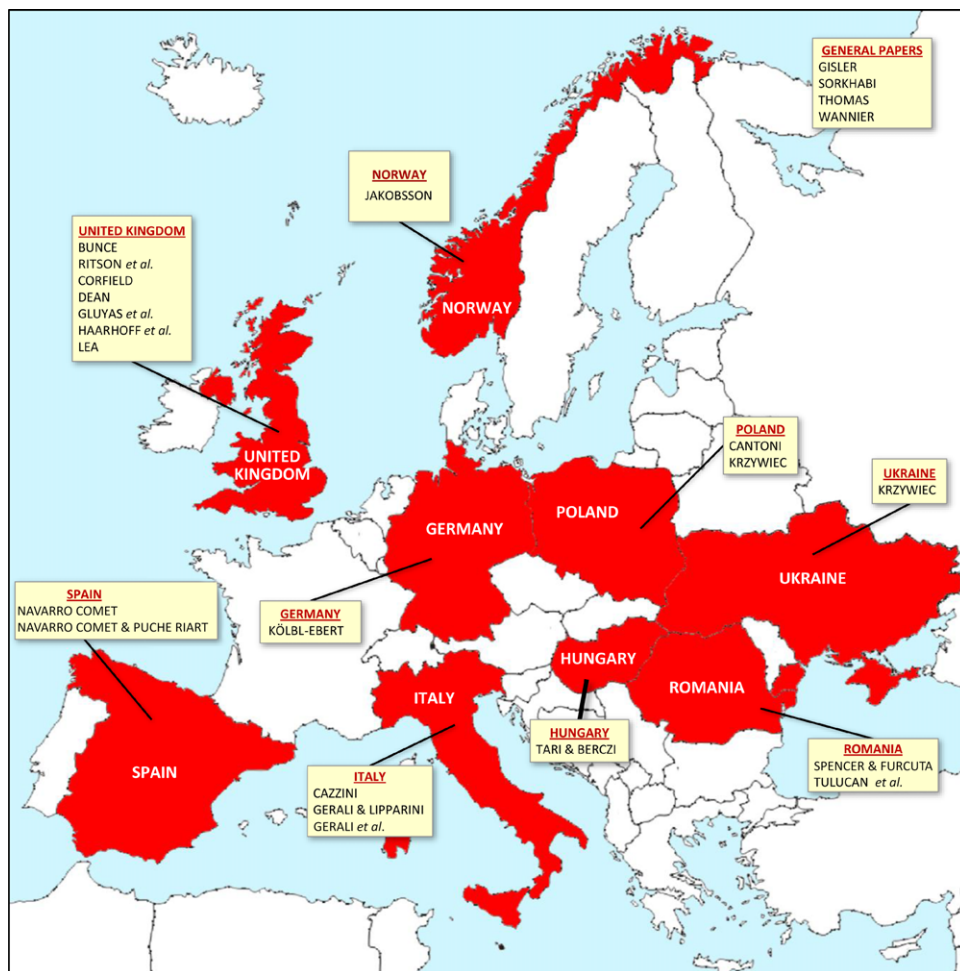 GENERAL PAPERS
GISLER
SORKHABI
THOMAS
WANNIER
NORWAY
JAKOBSSON
UNITED KINGDOM
BUNCE
RITSON et al.
CORFIELD
DEAN
GLUYAS et al.
HAARHOFF et al.
LEA
NORWAY
POLAND
CANTONI
KRZYWIEC
UNITED
KINGDOM
UKRAINE
KRZYWIEC
GERMANY
POLAND
UKRAINE
SPAIN
NAVARRO COMET
NAVARRO COMET & PUCHE RIART
GERMANY
KÖLBL-EBERT
HUNGARY
ROMANIA
ITALY
HUNGARY
TARI & BERCZI
ROMANIA
SPENCER & FURCUTA
TULUCAN et al.
SPAIN
ITALY
CAZZINI
GERALI & LIPPARINI
GERALI et al.